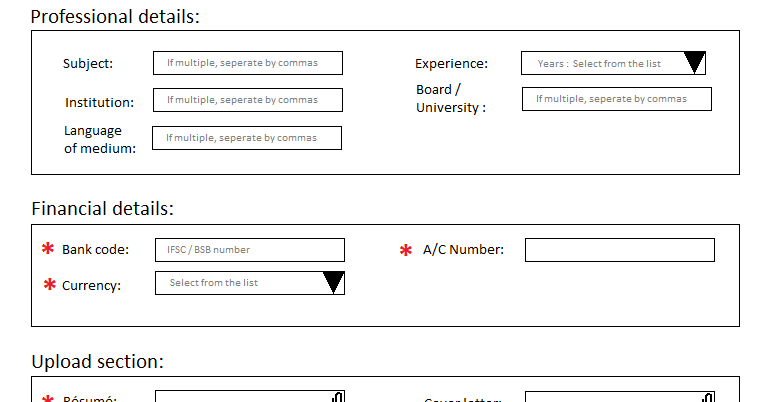 Professional details:
Subject: If multiple, seperate by commas Experience: Years : Select from the list
Institution: If multiple, seperate by commas Board / University : If multiple, seperate by commas
Language of medium: If multiple, seperate by commas
Financial details:
* Bank code: IFSC / BSB number * A/C Number:
* Currency: Select from the list
Upload section:
* Résumé: Cover letter: